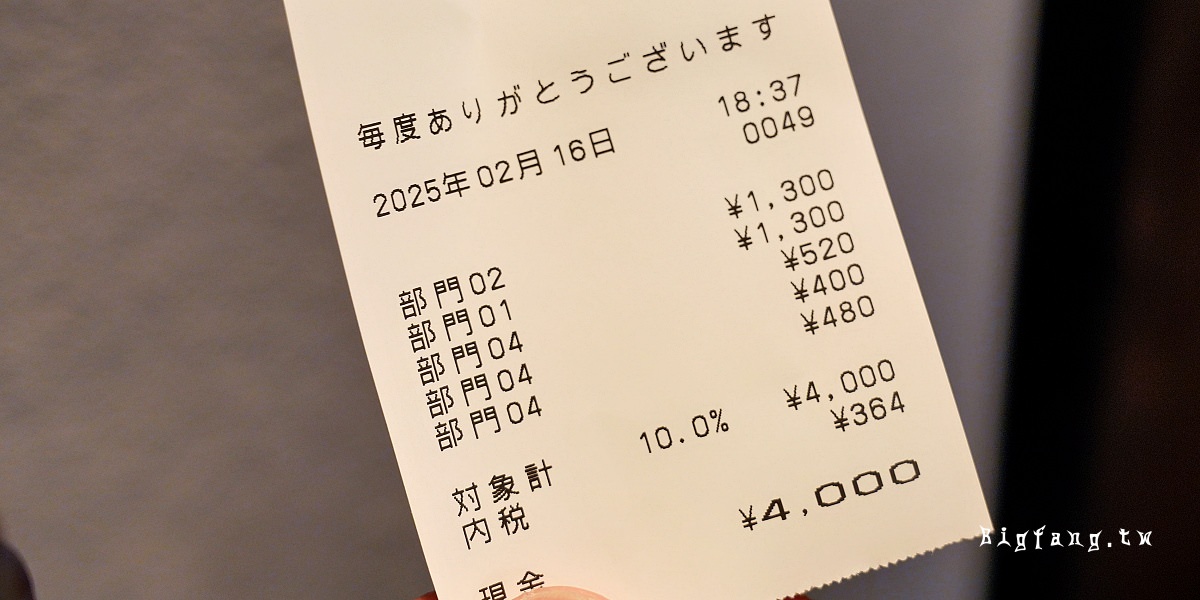 毎度ありがとうございます
2025年02月16日 18:37
0049
部門02 ¥1,300
部門01 ¥1,300
部門04 ¥520
部門04 ¥400
部門04 ¥480
対象計 10.0% ¥4,000
内税 ¥364
現金 ¥4,000
Bigfang.tw